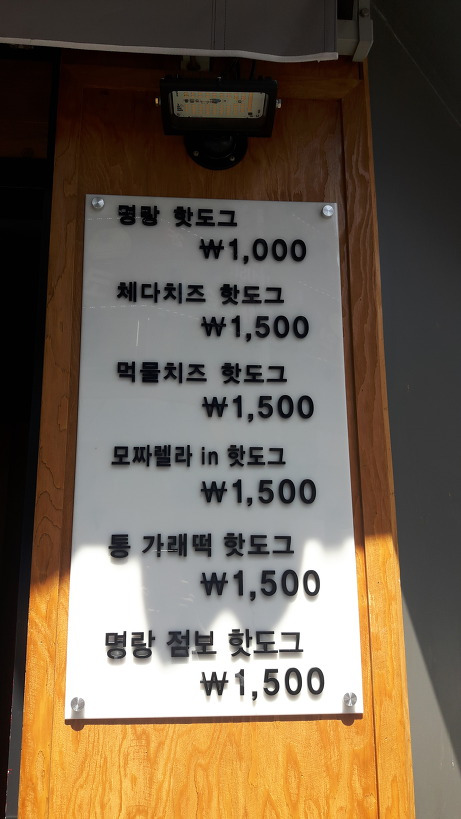 명랑 핫도그
₩1,000
체다치즈 핫도그
₩1,500
먹물치즈 핫도그
₩1,500
모짜렐라 in 핫도그
₩1,500
통 가래떡 핫도그
₩1,500
명랑 점보 핫도그
₩1,500